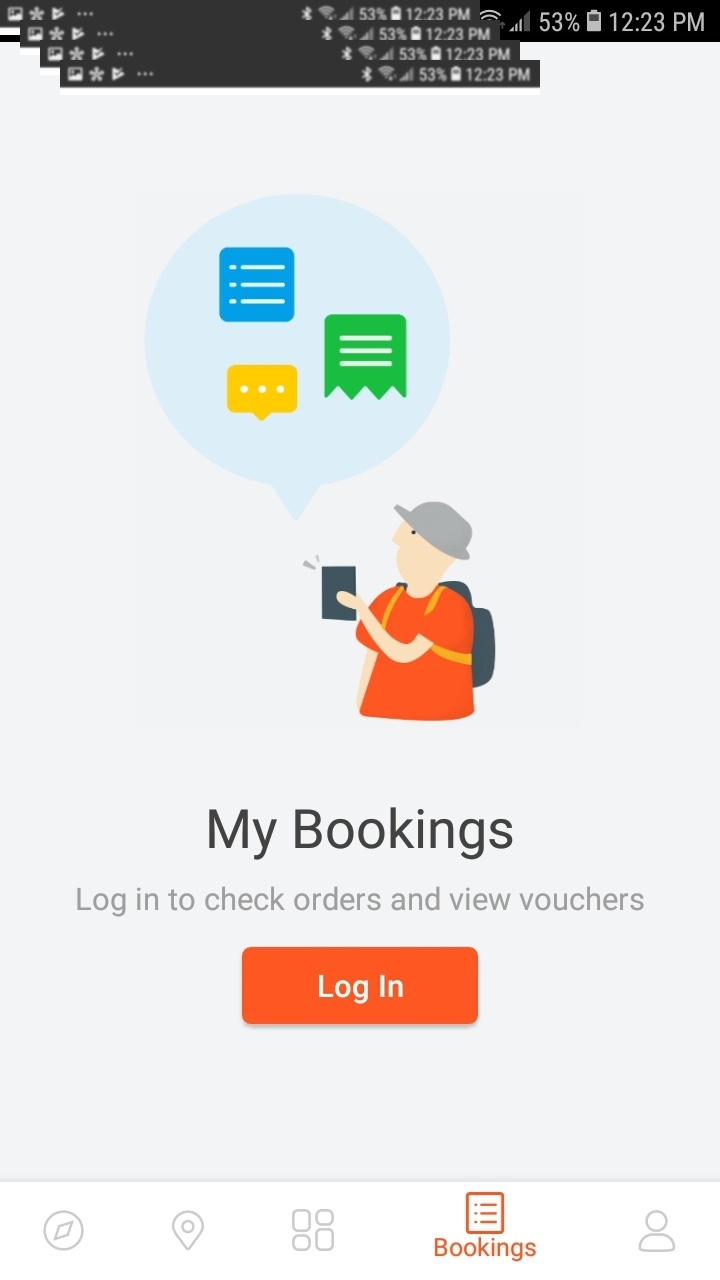 53% 12:23 PM 53% 12:23 PM
53% 12:23 PM
53% 12:23 PM
53% 12:23 PM
My Bookings
Log in to check orders and view vouchers
Log In
Bookings